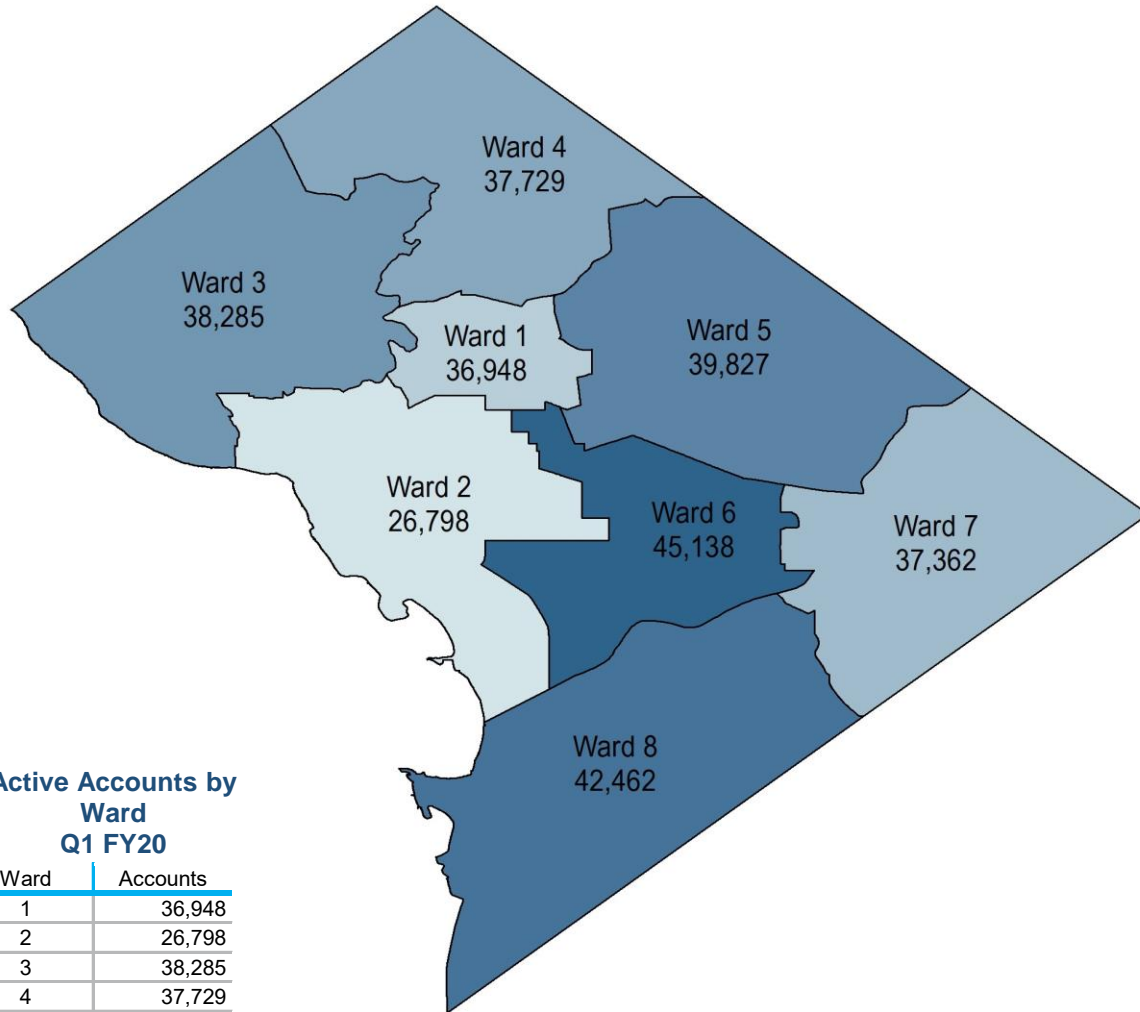 Ward 4
37,729
Ward 3
38,285
Ward 1
36,948
Ward 5
39,827
Ward 2
26,798
Ward 6
45,138
Ward 7
37,362
Ward 8
42,462
Active Accounts by
Ward
Q1 FY20
Ward Accounts
1 36,948
2 26,798
3 38,285
4 37,729